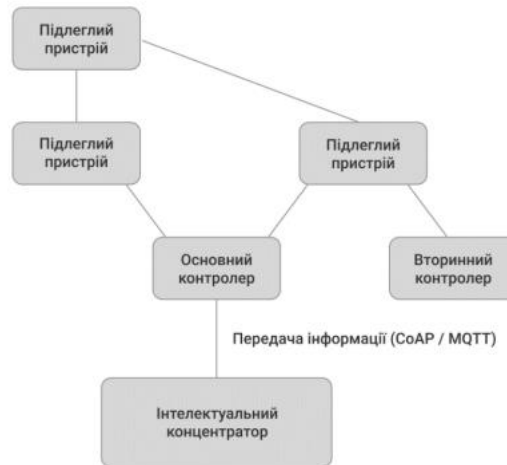 Підлеглий
пристрій
Підлеглий
пристрій
Підлеглий
пристрій
Основний
контролер
Вторинний
контролер
Передача інформації (CoAP / MQTT)
Інтелектуальний
концентратор